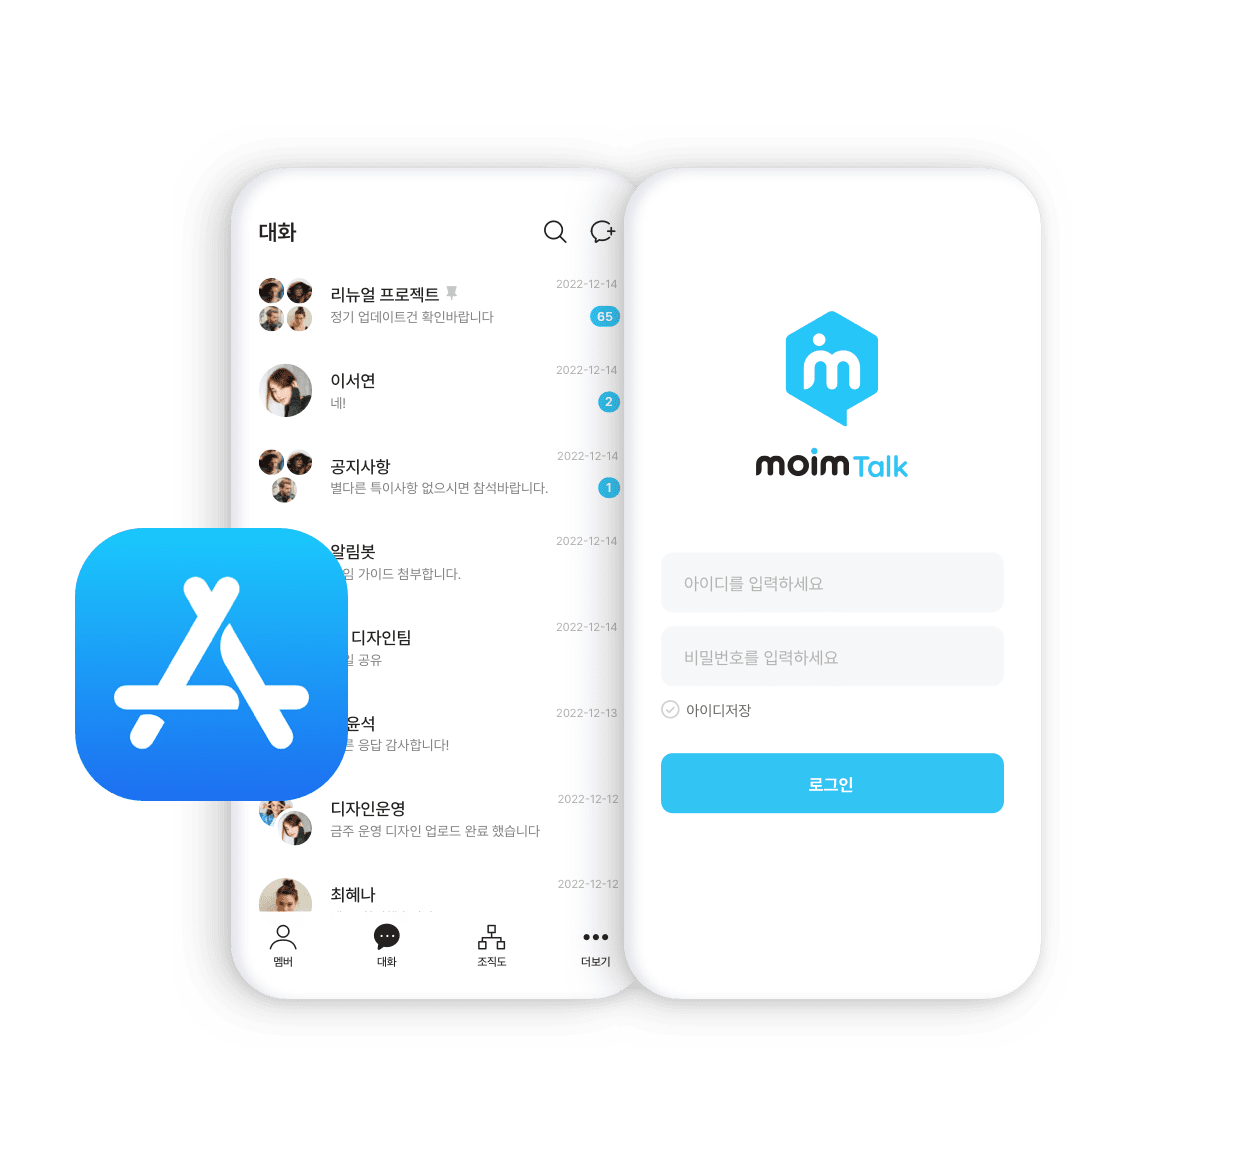 대화
리뉴얼 프로젝트
2022-12-14
정기 업데이트건 확인바랍니다
65
이서연
2022-12-14
네!
2
공지사항
2022-12-14
별다른 특이사항 없으시면 참석바랍니다.
1
알림봇
2022-12-14
가이드 첨부합니다.
디자인팀
2022-12-14
공유
윤석
2022-12-13
응답 감사합니다!
디자인운영
2022-12-12
금주 운영 디자인 업로드 완료 했습니다
최혜나
2022-12-12
멤버
대화
조직도
더보기
m
moim Talk
아이디를 입력하세요
비밀번호를 입력하세요
아이디저장
로그인